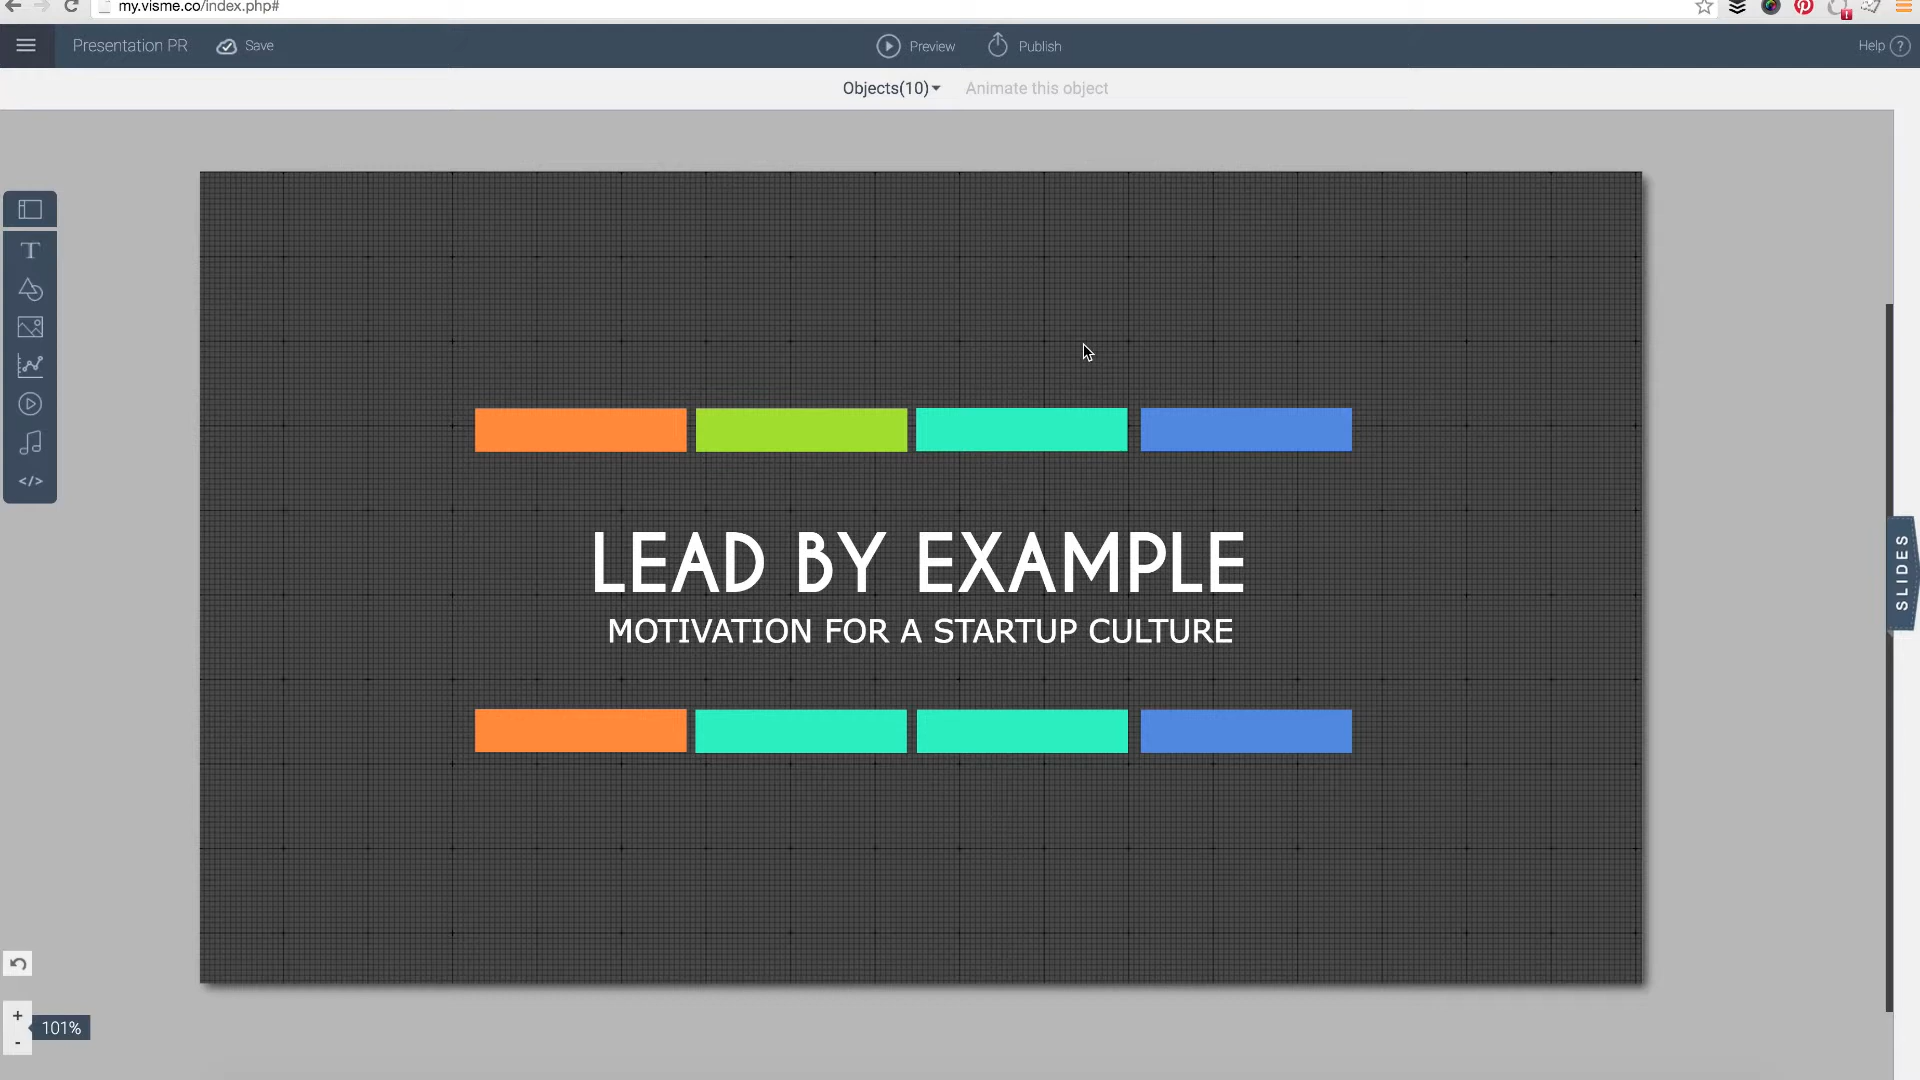 my.visme.co/index.php#
Presentation PR
Save
Preview
Publish
Help ?
Objects(10)
Animate this object
T
</>
LEAD BY EXAMPLE
MOTIVATION FOR A STARTUP CULTURE
SLIDES
+
101%
-